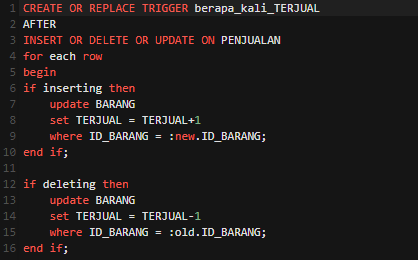 1 CREATE OR REPLACE TRIGGER berapa_kali_TERJUAL
2 AFTER
3 INSERT OR DELETE OR UPDATE ON PENJUALAN
4 for each row
5 begin
6 if inserting then
7     update BARANG
8     set TERJUAL = TERJUAL+1
9     where ID_BARANG = :new.ID_BARANG;
10 end if;
11
12 if deleting then
13     update BARANG
14     set TERJUAL = TERJUAL-1
15     where ID_BARANG = :old.ID_BARANG;
16 end if;